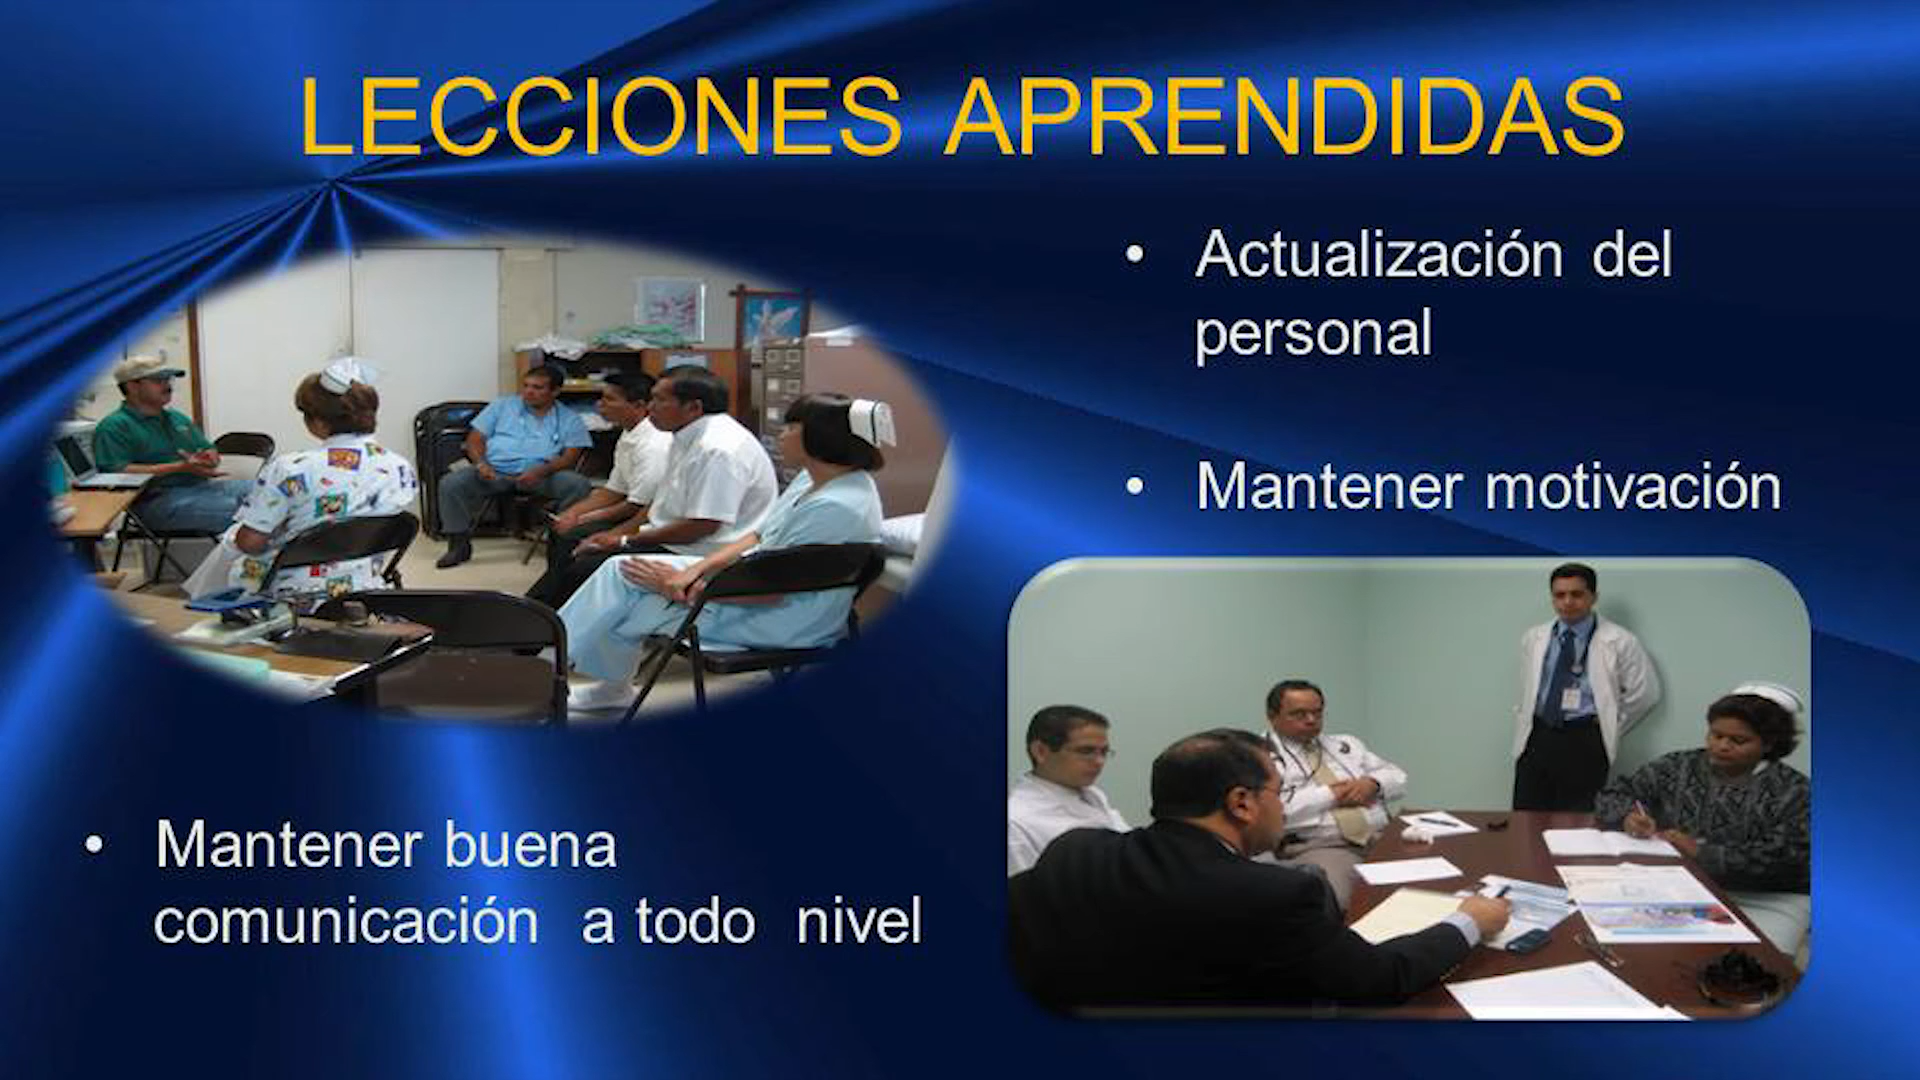 LECCIONES APRENDIDAS
• Actualización del
personal
• Mantener motivación
• Mantener buena
comunicación a todo nivel